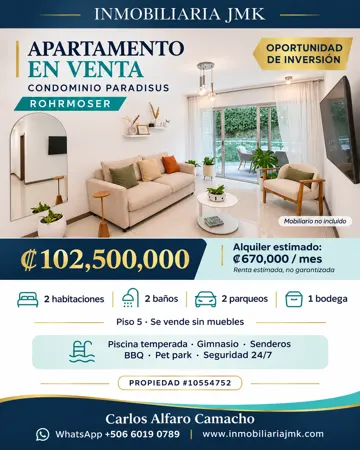 INMOBILIARIA JMK
APARTAMENTO
EN VENTA
CONDOMINIO PARADISUS
ROHRMOSER
OPORTUNIDAD
DE INVERSIÓN
Mobiliario no incluido
₡102,500,000
Alquiler estimado:
₡670,000 / mes
Renta estimada, no garantizada
2 habitaciones
2 baños
2 parqueos
1 bodega
Piso 5 · Se vende sin muebles
Piscina temperada · Gimnasio · Senderos
BBQ · Pet park · Seguridad 24/7
PROPIEDAD #10554752
Carlos Alfaro Camacho
WhatsApp +506 6019 0789 | www.inmobiliariajmk.com